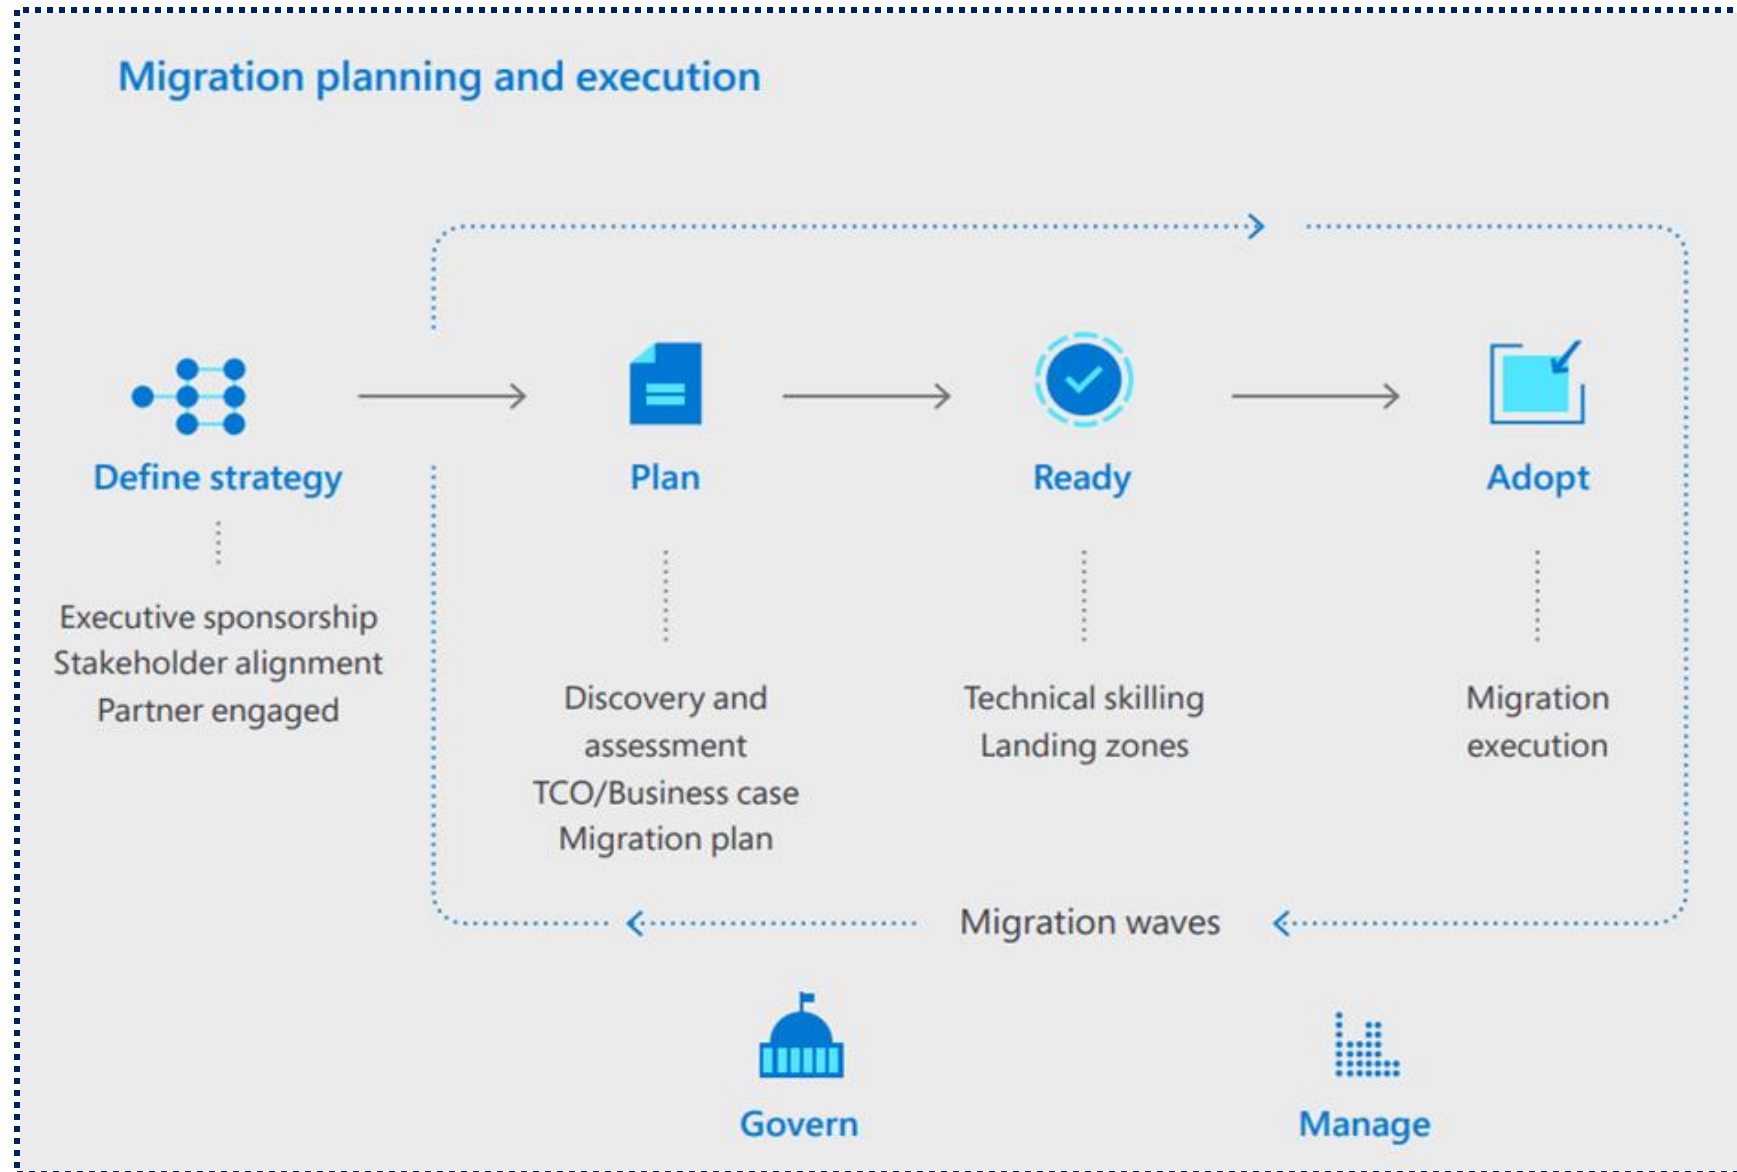 Migration planning and execution
Define strategy
Plan
Ready
Adopt
Executive sponsorship
Stakeholder alignment
Partner engaged
Discovery and
assessment
TCO/Business case
Migration plan
Technical skilling
Landing zones
Migration
execution
Migration waves
Govern
Manage